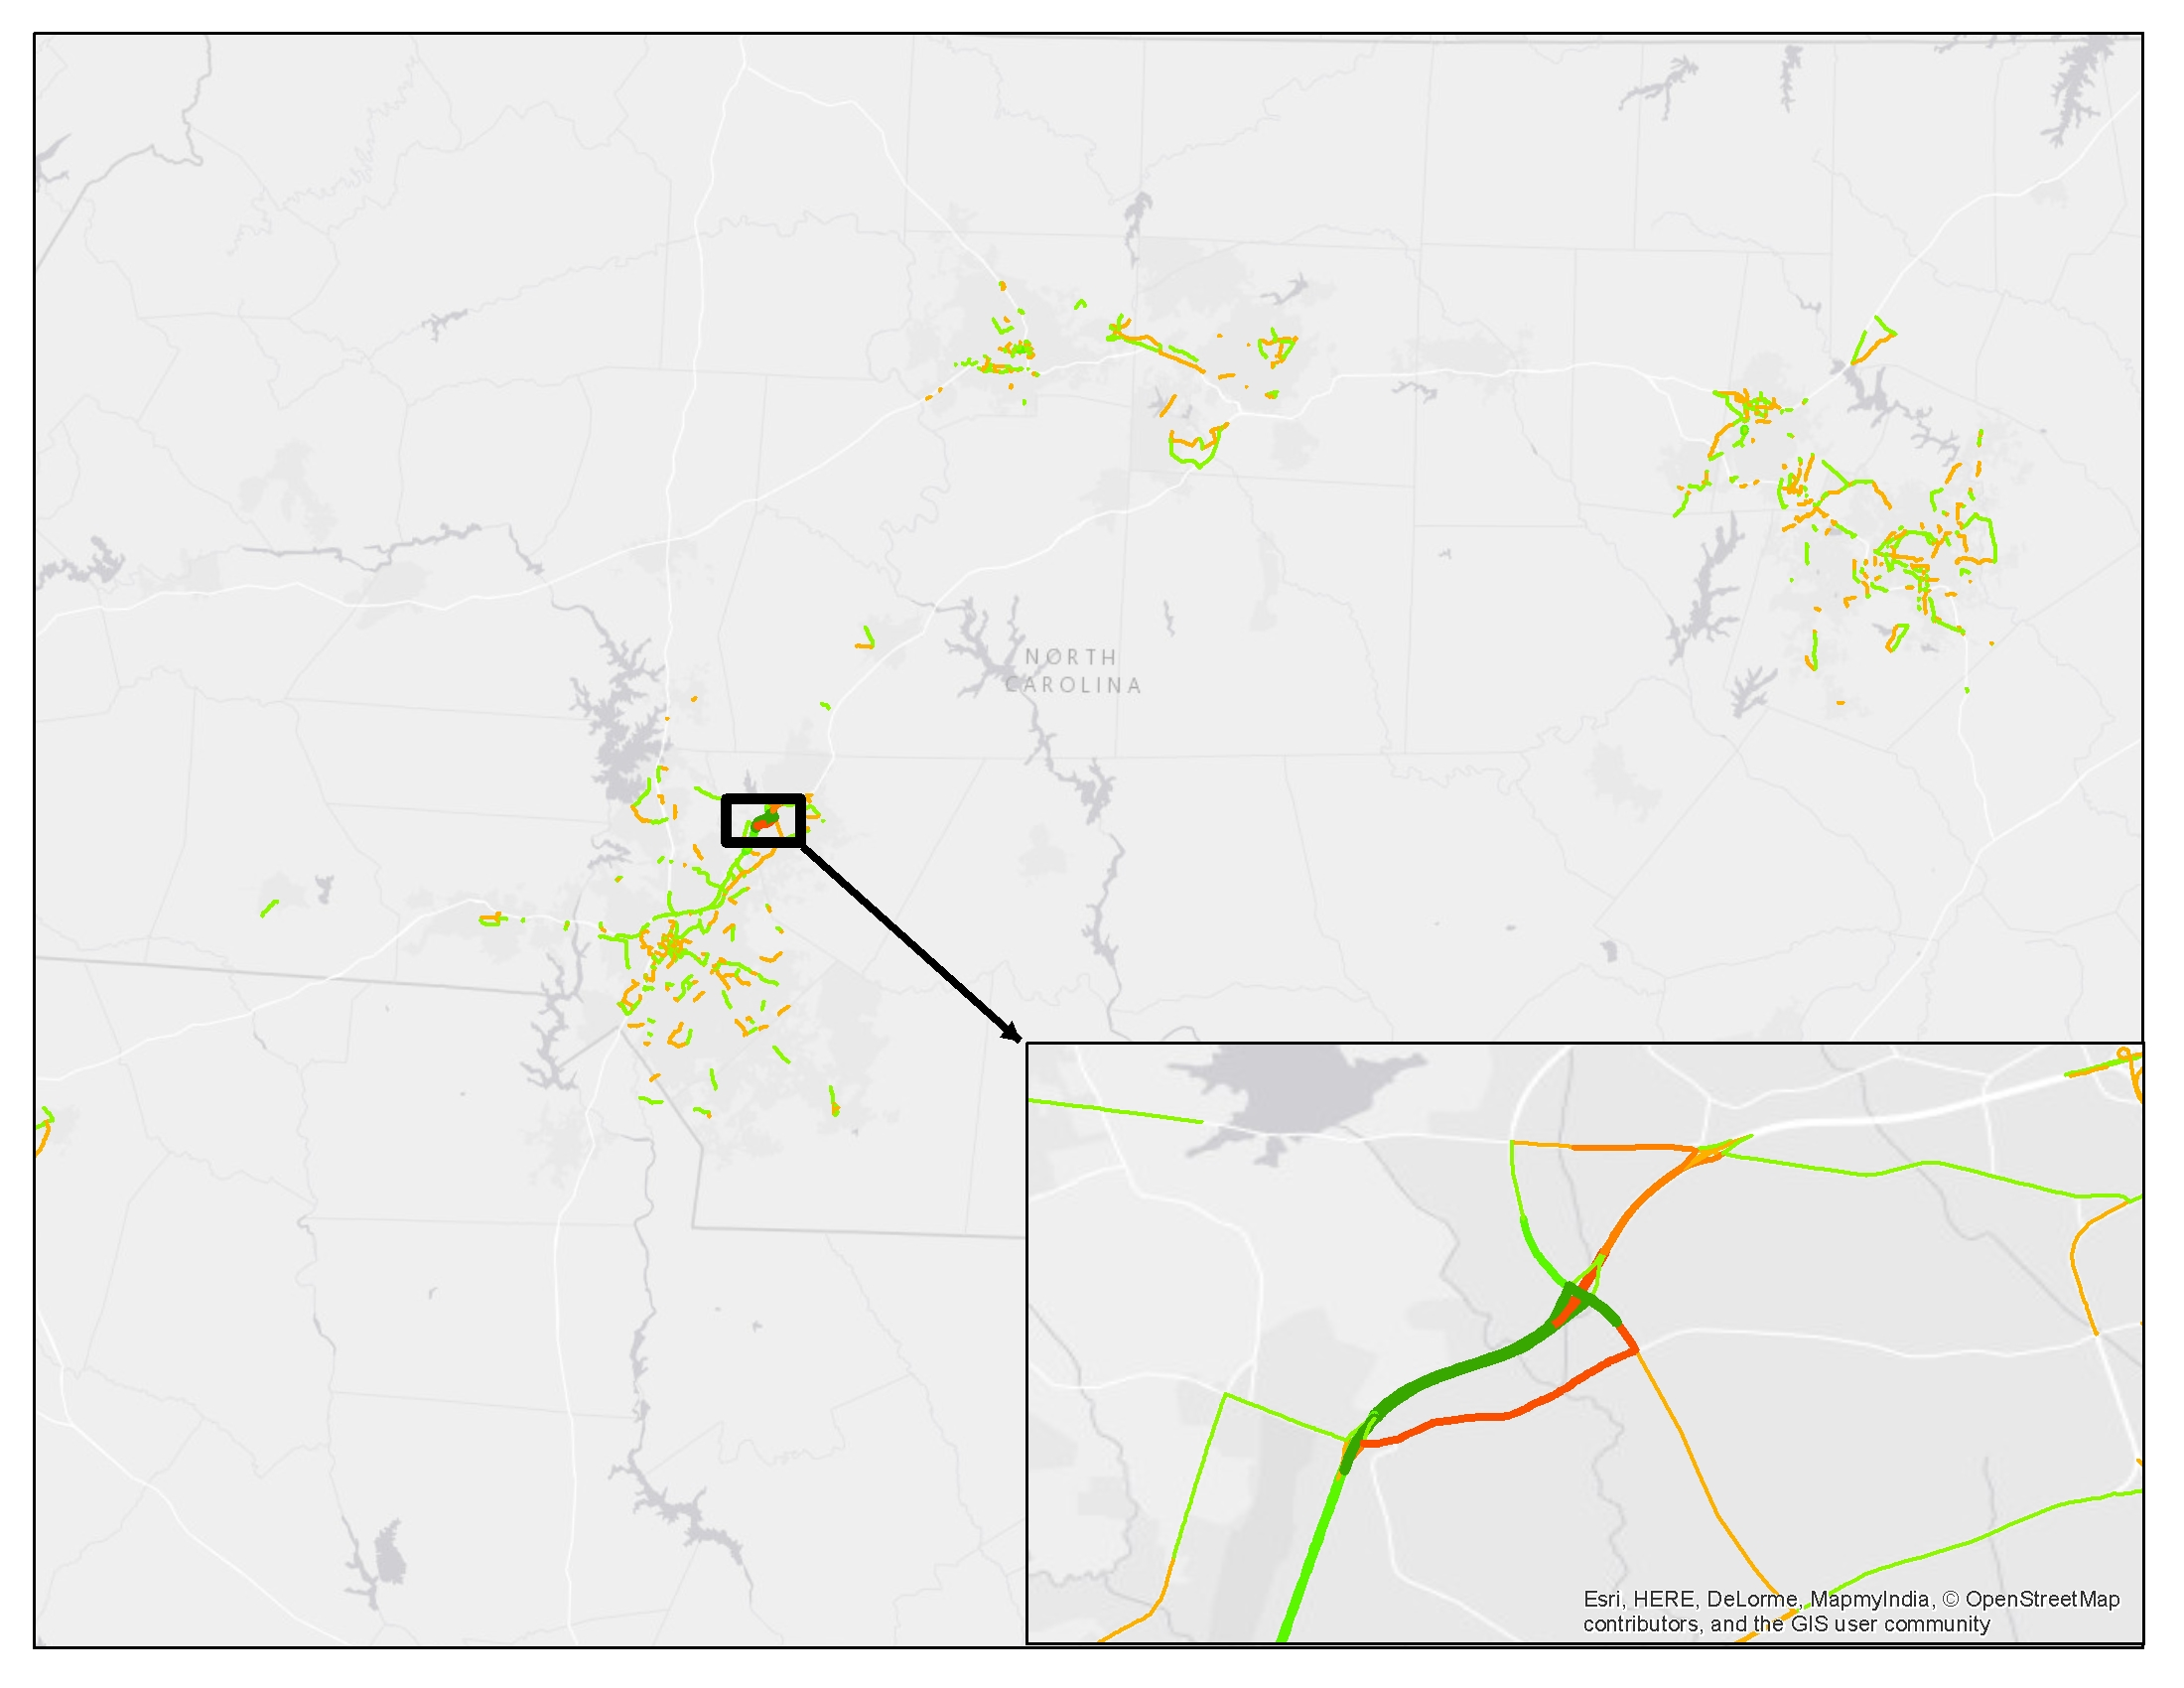 NORTH
CAROLINA
Esri, HERE, DeLorme, MapmyIndia, © OpenStreetMap
contributors, and the GIS user community